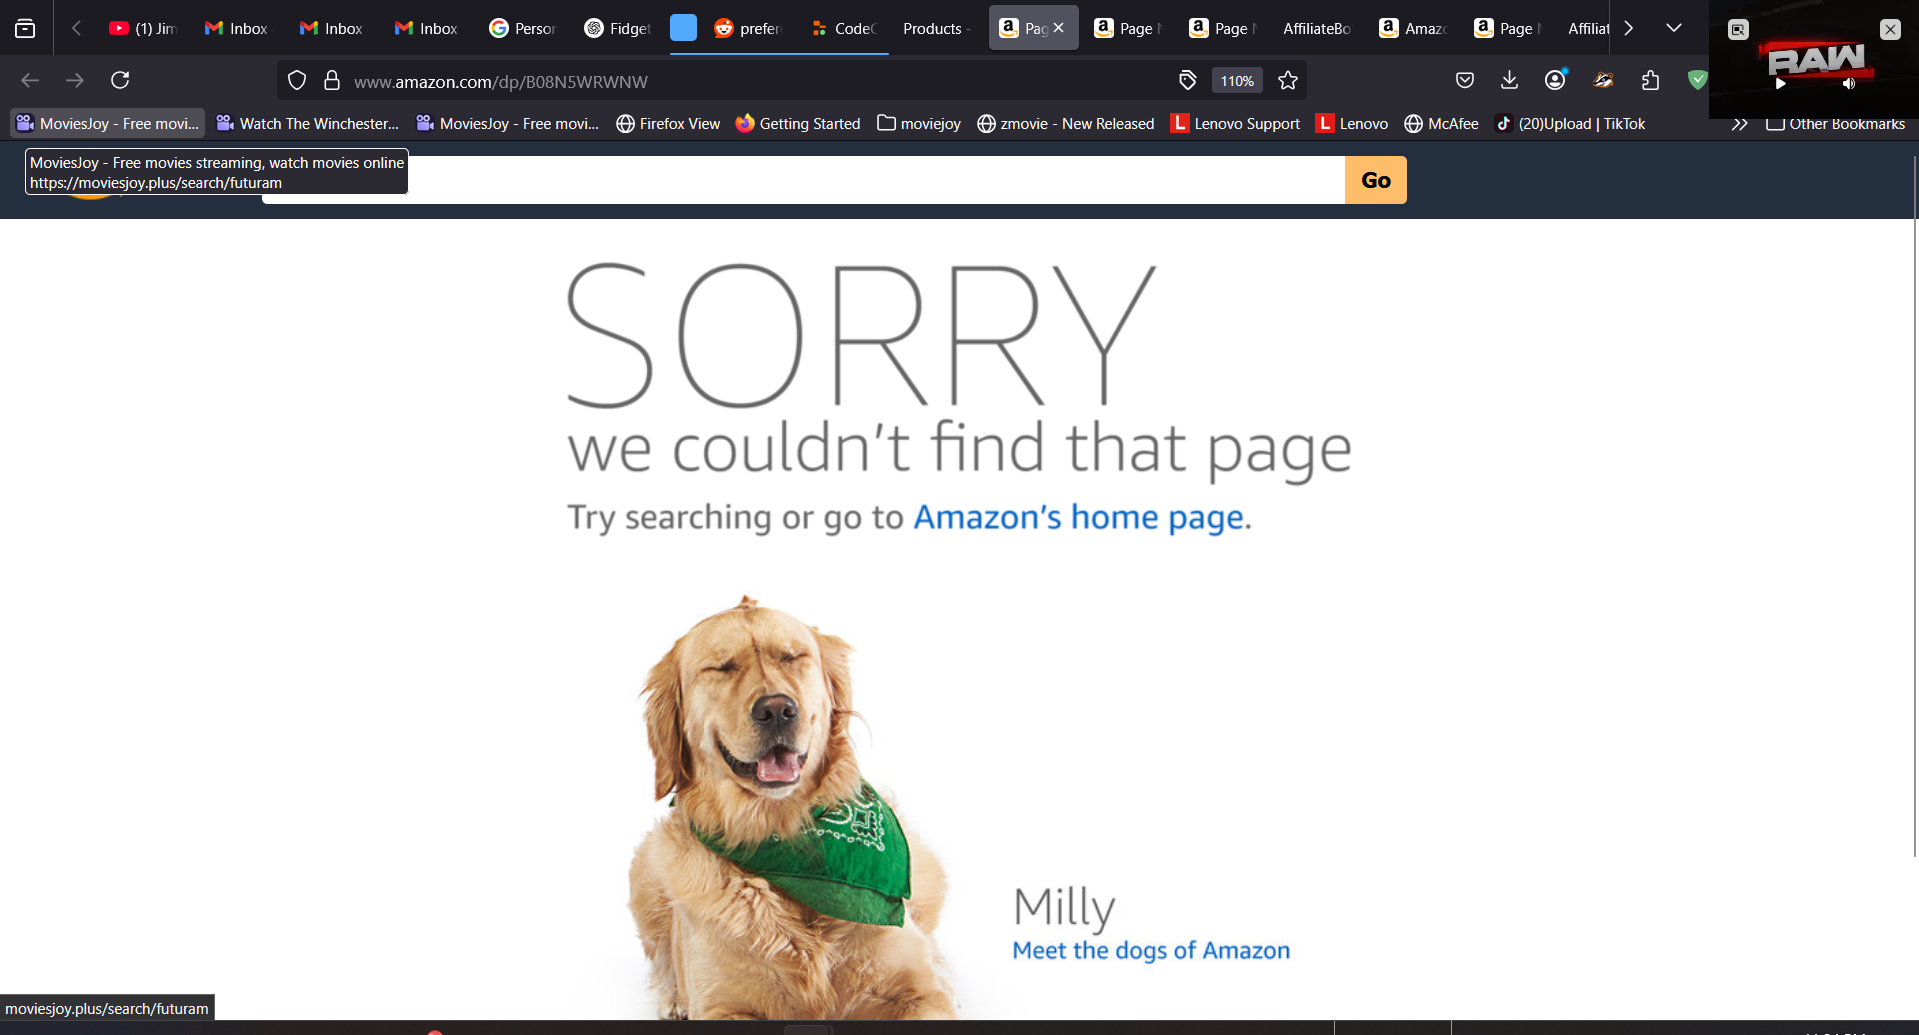 (1) Jim
Inbox
Inbox
Inbox
Person
Fidget
prefer
CodeC
Products -
Pag
Page N
Page N
AffiliateBo
Amazo
Page N
Affiliat
RAW
www.amazon.com/dp/B08N5WRWNW
110%
MoviesJoy - Free movi...
Watch The Winchester...
MoviesJoy - Free movi...
Firefox View
Getting Started
moviejoy
zmovie - New Released
Lenovo Support
Lenovo
McAfee
(20)Upload | TikTok
Other Bookmarks
MoviesJoy - Free movies streaming, watch movies online
https://moviesjoy.plus/search/futuram
Go
SORRY
we couldn't find that page
Try searching or go to Amazon's home page.
Milly
Meet the dogs of Amazon
moviesjoy.plus/search/futuram